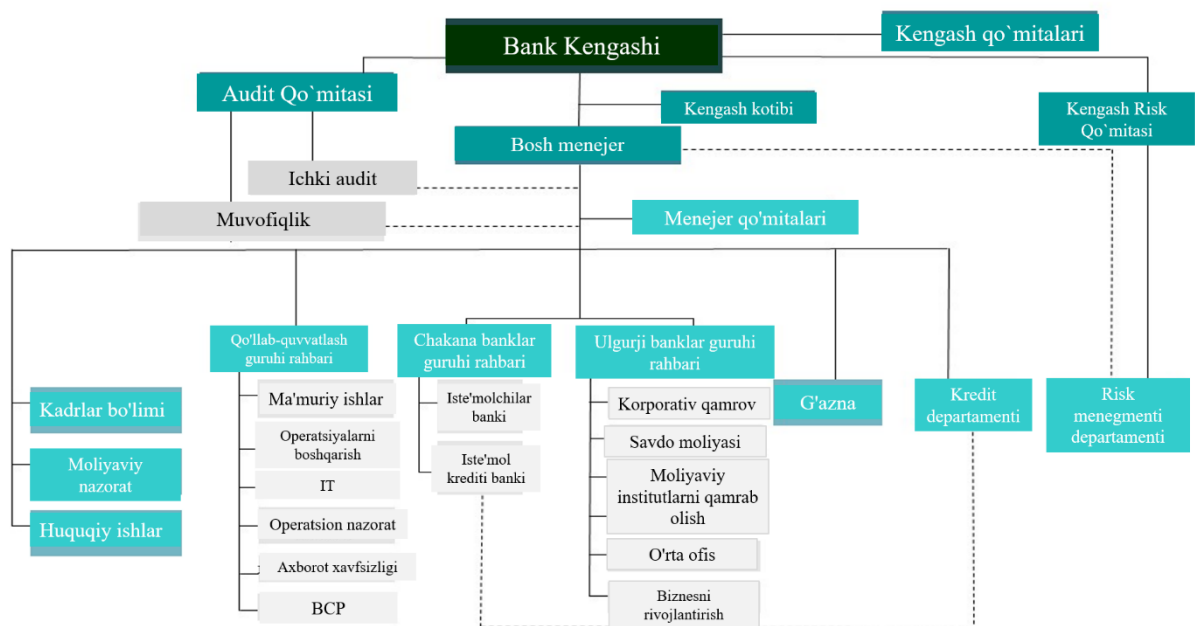 Bank Kengashi
Kengash qo`mitalari
Audit Qo`mitasi
Kengash kotibi
Kengash Risk
Qo`mitasi
Bosh menejer
Ichki audit
Muvofiqlik
Menejer qo'mitalari
Qo'llab-quvvatlash
guruhi rahbari
Chakana banklar
guruhi rahbari
Ulgurji banklar guruhi
rahbari
Kadrlar bo'limi
Moliyaviy
nazorat
Huquqiy ishlar
Ma'muriy ishlar
Operatsiyalarni
boshqarish
IT
Operatsion nazorat
Axborot xavfsizligi
BCP
Iste'molchilar
banki
Iste'mol
krediti banki
Korporativ qamrov
Savdo moliyasi
Moliyaviy
institutlarni qamrab
olish
O'rta ofis
Biznesni
rivojlantirish
G'azna
Kredit
departamenti
Risk
menegmenti
departamenti